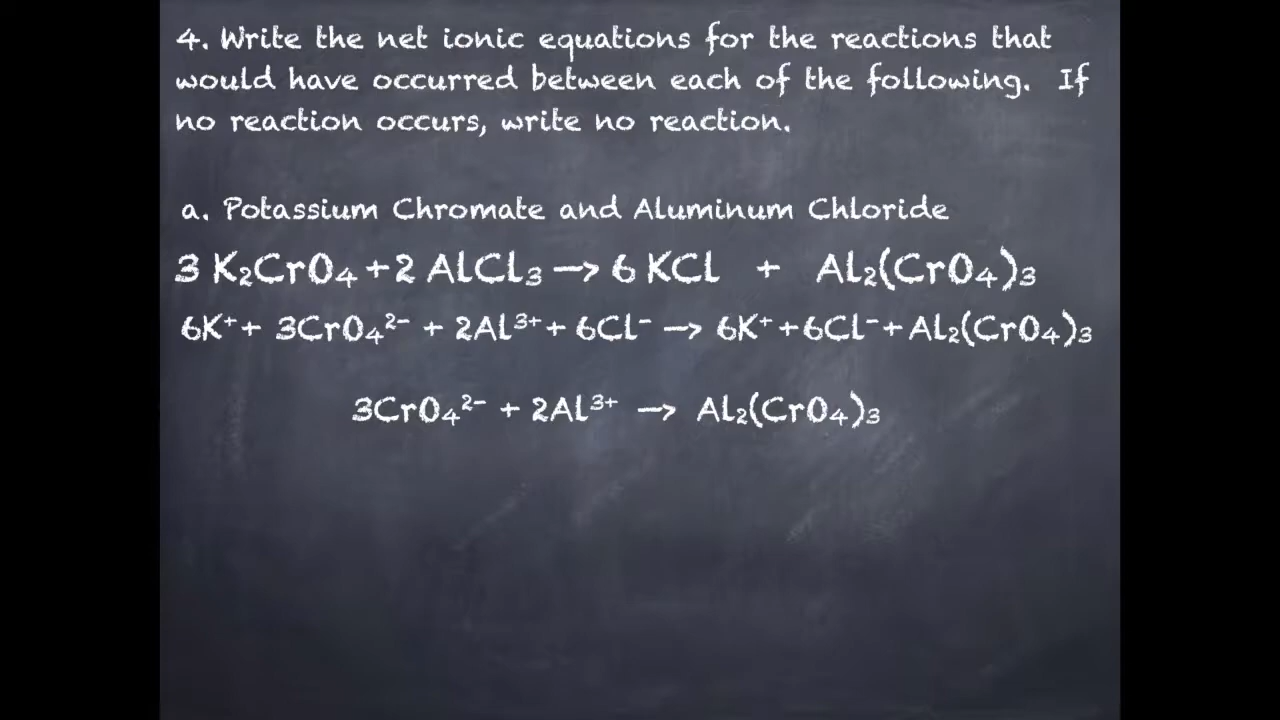 4. Write the net ionic equations for the reactions that
would have occurred between each of the following. If
no reaction occurs, write no reaction.
a. Potassium Chromate and Aluminum Chloride
3 K₂CrO₄ + 2 AlCl₃ → 6 KCl + Al₂(CrO₄)₃
6K⁺ + 3CrO₄²⁻ + 2Al³⁺ + 6Cl⁻ → 6K⁺ + 6Cl⁻ + Al₂(CrO₄)₃
3CrO₄²⁻ + 2Al³⁺ → Al₂(CrO₄)₃